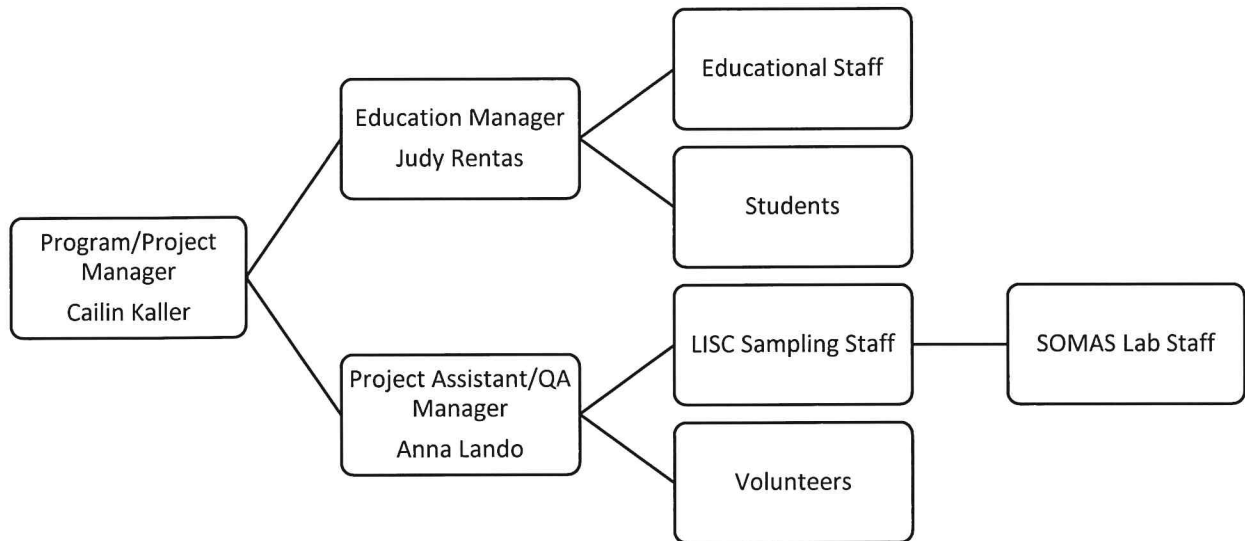 Educational Staff
Education Manager
Judy Rentas
Students
Program/Project
Manager
Cailin Kaller
LISC Sampling Staff
SOMAS Lab Staff
Project Assistant/QA
Manager
Anna Lando
Volunteers